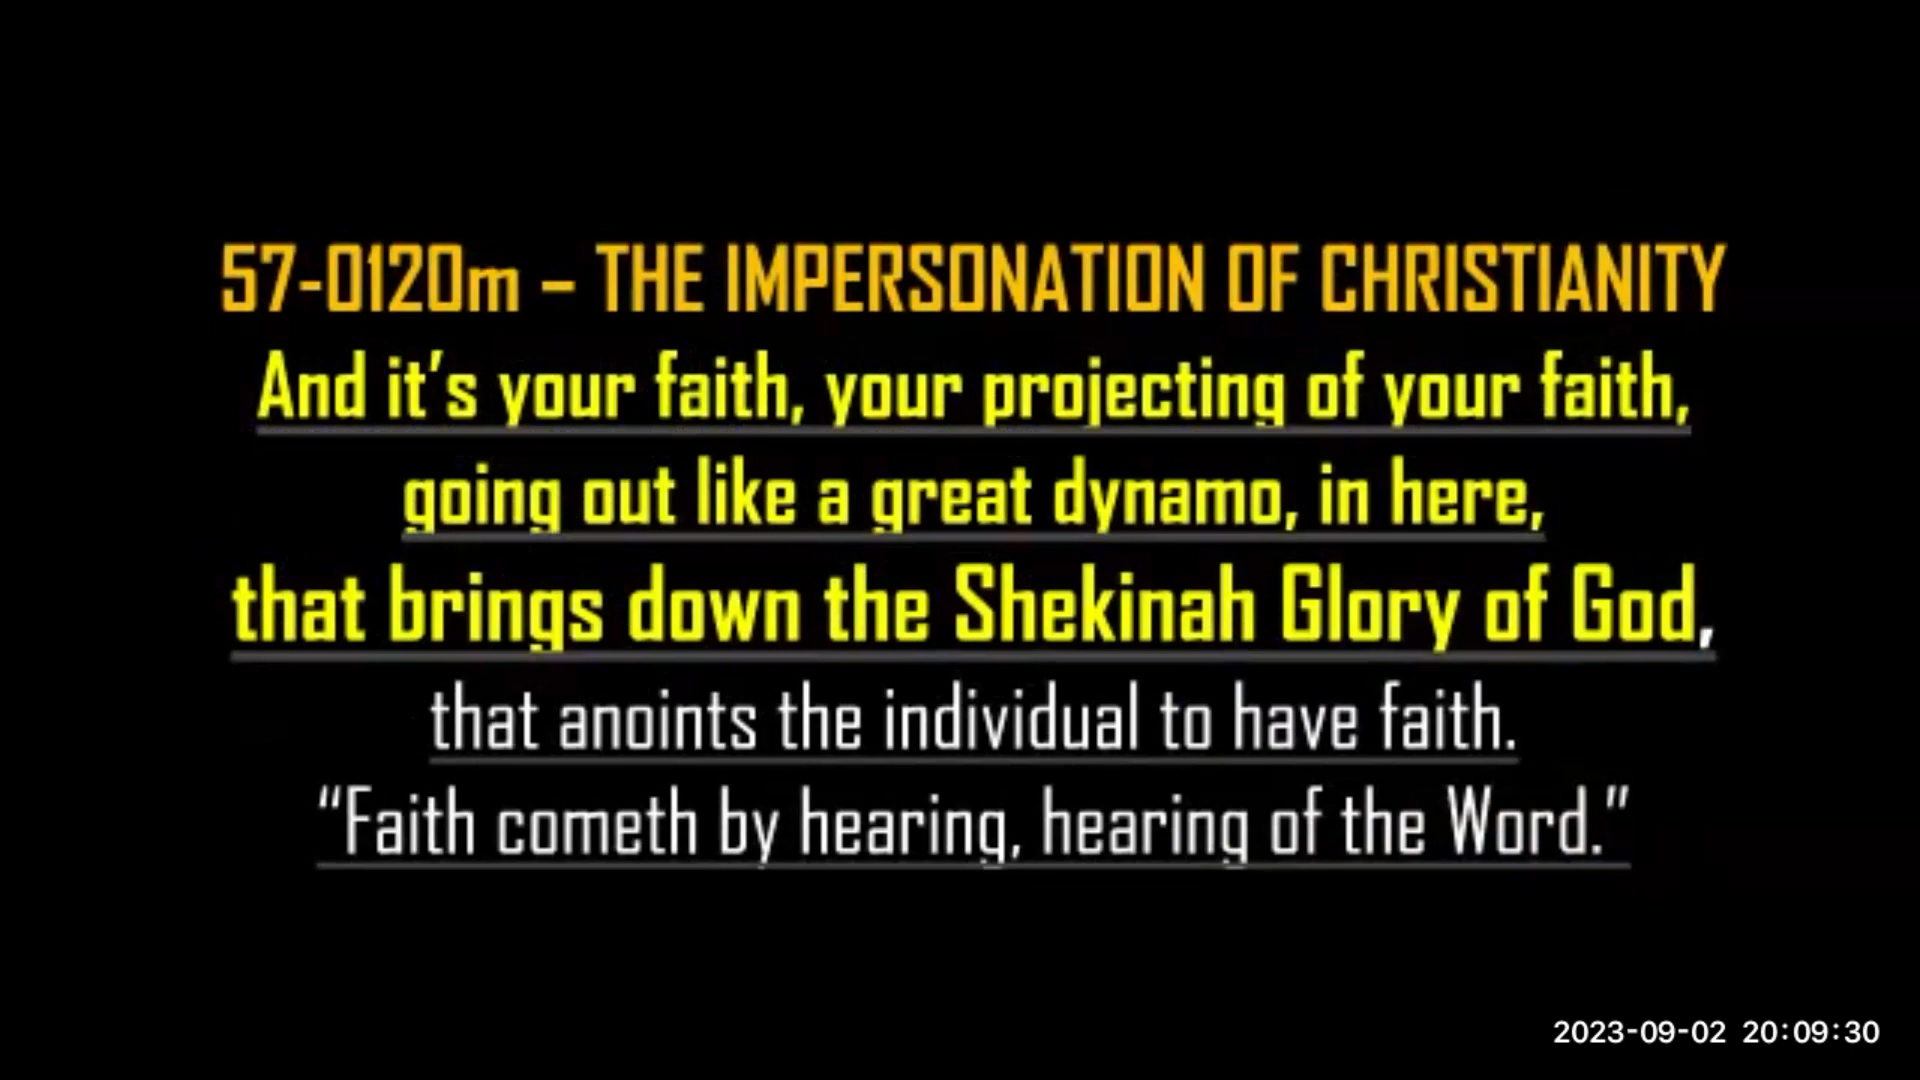 57-0120m – THE IMPERSONATION OF CHRISTIANITY
And it’s your faith, your projecting of your faith,
going out like a great dynamo, in here,
that brings down the Shekinah Glory of God,
that anoints the individual to have faith.
“Faith cometh by hearing, hearing of the Word.”
2023-09-02 20:09:30